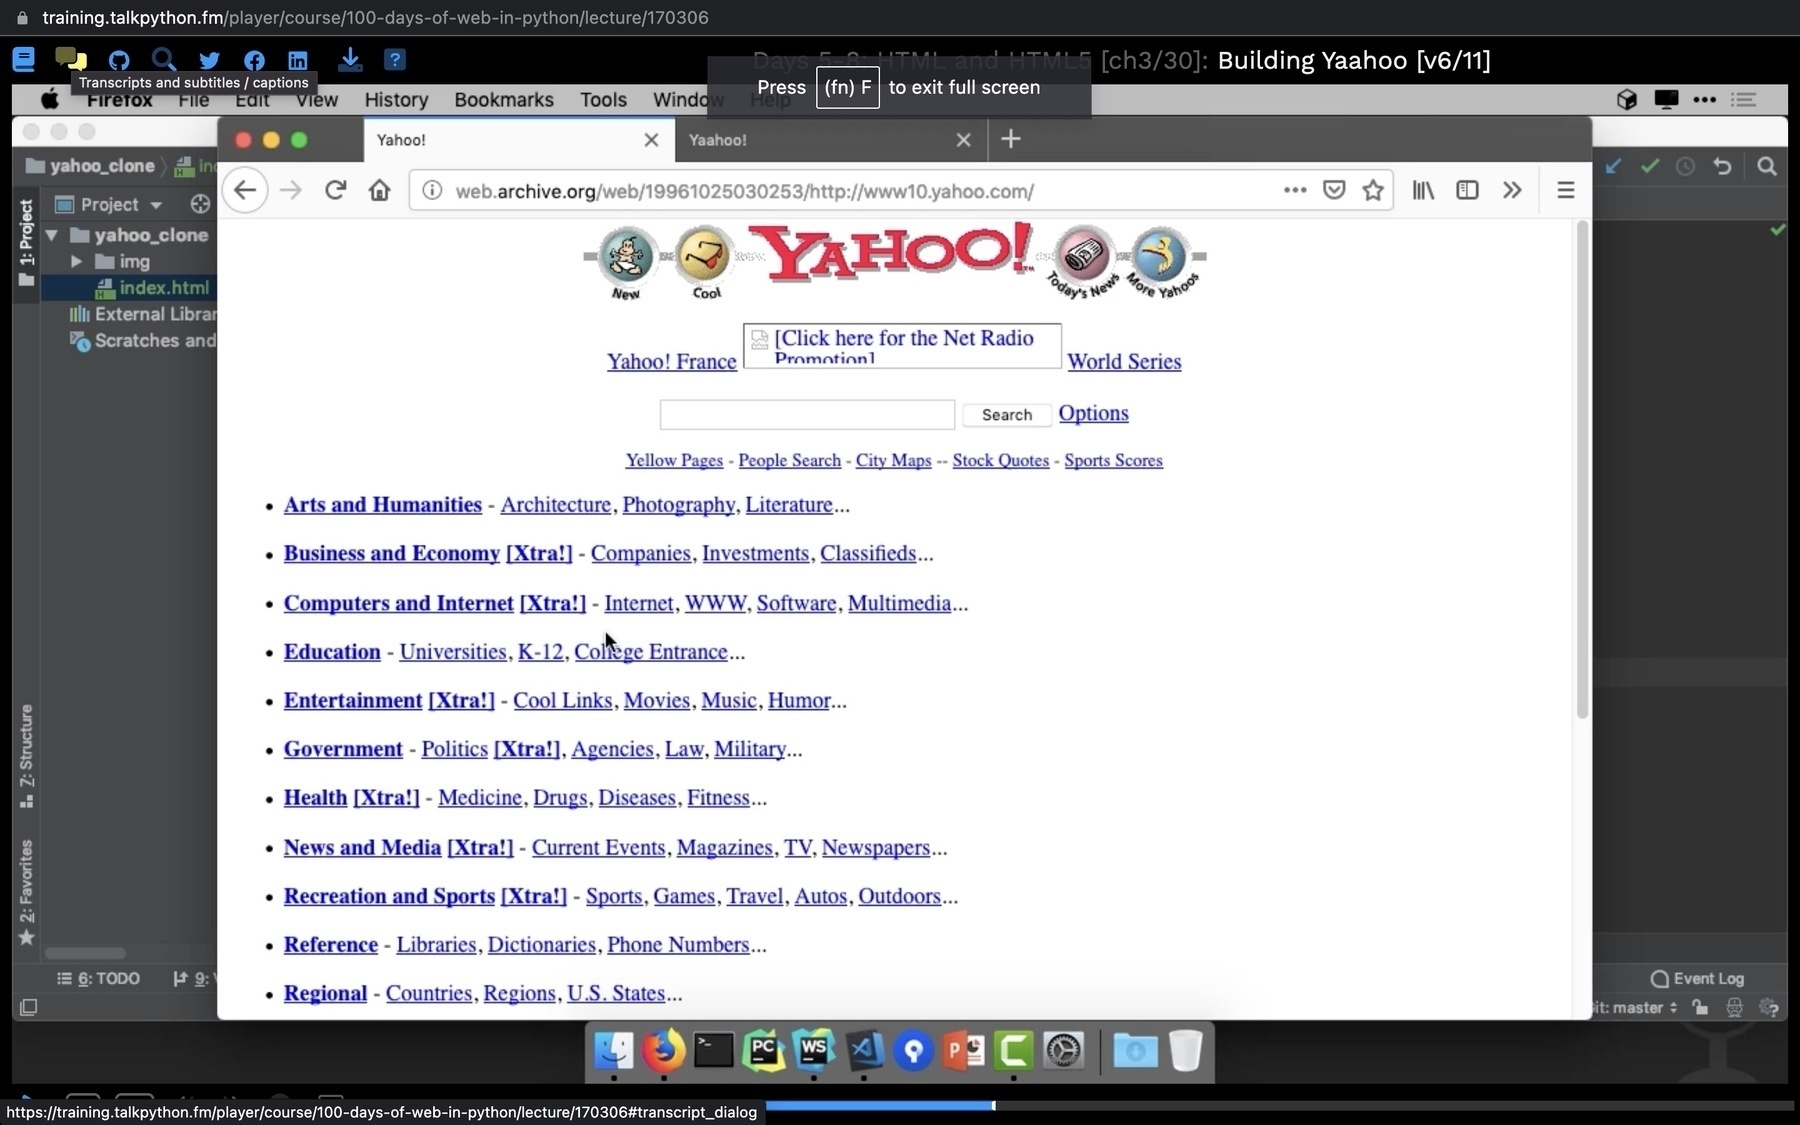 training.talkpython.fm/player/course/100-days-of-web-in-python/lecture/170306
Days 5-8: HTML and HTML5 [ch3/30]: Building Yaahoo [v6/11]
Transcripts and subtitles / captions
Press (fn) F to exit full screen
Firefox File Edit View History Bookmarks Tools Window Help
Yahoo!
Yaahoo!
yahoo_clone
web.archive.org/web/19961025030253/http://www10.yahoo.com/
1: Project
Project
yahoo_clone
img
index.html
External Librar
Scratches and
New
Cool
YAHOO!
Today's News
More Yahoos
Yahoo! France [Click here for the Net Radio Promotion] World Series
Search Options
Yellow Pages - People Search - City Maps -- Stock Quotes - Sports Scores
• Arts and Humanities - Architecture, Photography, Literature...
• Business and Economy [Xtra!] - Companies, Investments, Classifieds...
• Computers and Internet [Xtra!] - Internet, WWW, Software, Multimedia...
• Education - Universities, K-12, College Entrance...
• Entertainment [Xtra!] - Cool Links, Movies, Music, Humor...
• Government - Politics [Xtra!], Agencies, Law, Military...
• Health [Xtra!] - Medicine, Drugs, Diseases, Fitness...
• News and Media [Xtra!] - Current Events, Magazines, TV, Newspapers...
• Recreation and Sports [Xtra!] - Sports, Games, Travel, Autos, Outdoors...
• Reference - Libraries, Dictionaries, Phone Numbers...
• Regional - Countries, Regions, U.S. States...
Z: Structure
2: Favorites
6: TODO
9:
Event Log
it: master
PC
WS
https://training.talkpython.fm/player/course/100-days-of-web-in-python/lecture/170306#transcript_dialog